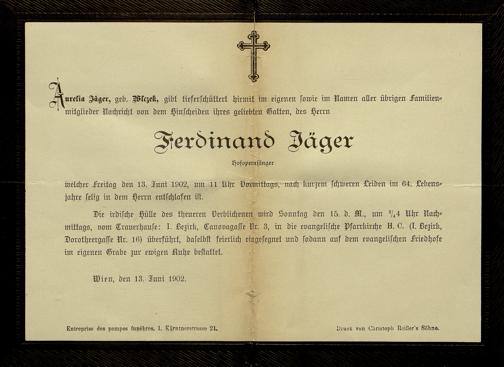 Aurelia Jäger, geb. Wlczek, gibt tieferschüttert hiermit im eigenen sowie im Namen aller übrigen Familien-
mitglieder Nachricht von dem Hinscheiden ihres geliebten Gatten, des Herrn
Ferdinand Jäger
Hofopernsänger
welcher Freitag den 13. Juni 1902, um 11 Uhr Vormittags, nach kurzem schweren Leiden im 64. Lebens-
jahre selig in dem Herrn entschlafen ist.
Die irdische Hülle des theueren Verblichenen wird Sonntag den 15. d. M., um ³/₄4 Uhr Nach-
mittags, vom Trauerhause: I. Bezirk, Canovagasse Nr. 3, in die evangelische Pfarrkirche H. C. (I. Bezirk,
Dorotheergasse Nr. 16) überführt, daselbst feierlich eingesegnet und sodann auf dem evangelischen Friedhofe
im eigenen Grabe zur ewigen Ruhe bestattet.
Wien, den 13. Juni 1902.
Entreprise des pompes funèbres, I. Kärntnerstrasse 21.
Druck von Christoph Reißer's Söhne.